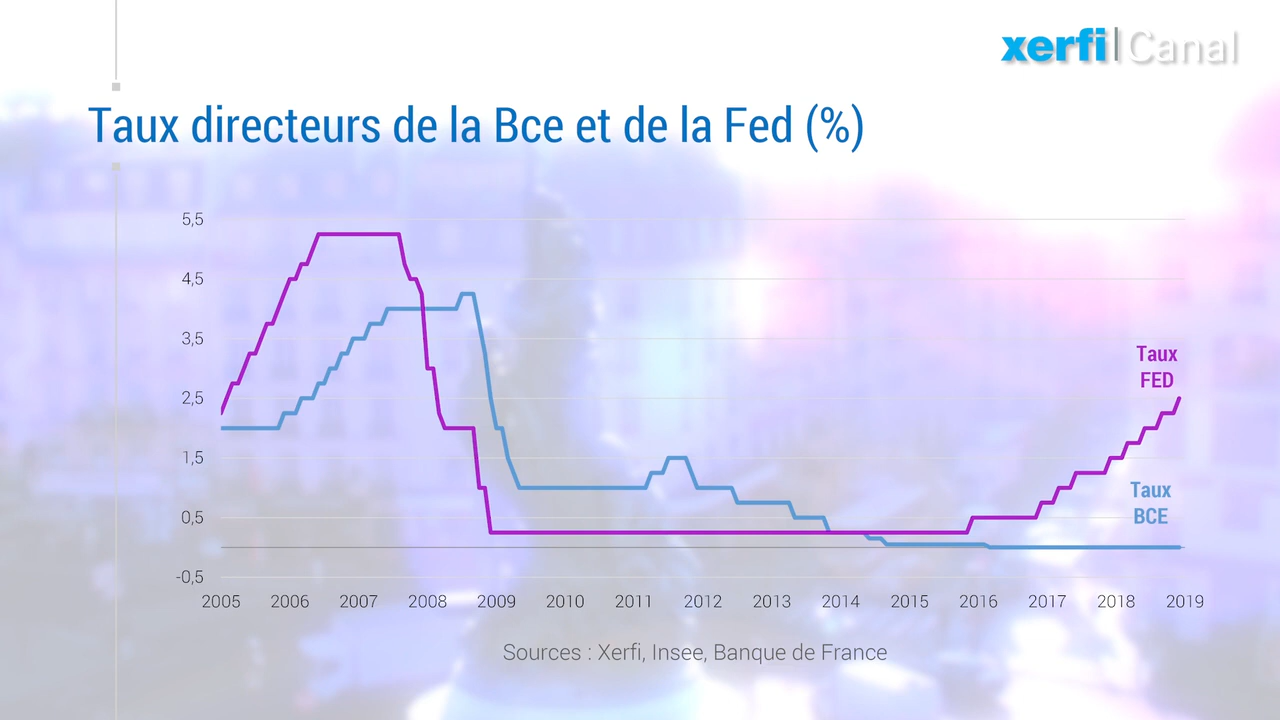 xerfi Canal
Taux directeurs de la Bce et de la Fed (%)
5,5
4,5
3,5
2,5
1,5
0,5
-0,5
Taux
FED
Taux
BCE
2005 2006 2007 2008 2009 2010 2011 2012 2013 2014 2015 2016 2017 2018 2019
Sources : Xerfi, Insee, Banque de France